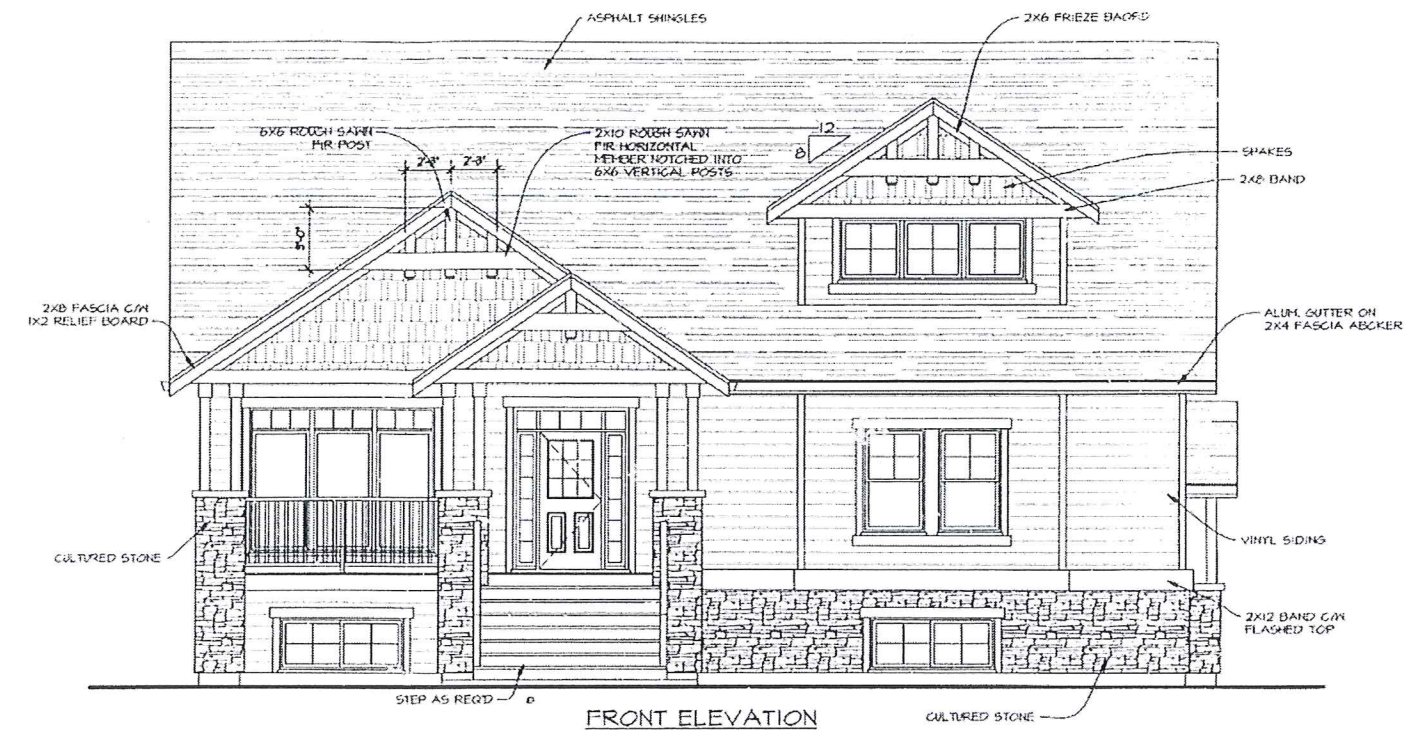 ASPHALT SHINGLES
2X6 FRIEZE BAORD
6X6 ROUGH SAWN
FIR POST
2X10 ROUGH SAWN
FIR HORIZONTAL
MEMBER NOTCHED INTO
6X6 VERTICAL POSTS
12
8
SHAKES
2X8 BAND
2'-3"
2'-3"
3'-0"
2X8 FASCIA C/W
1X2 RELIEF BOARD
ALUM. GUTTER ON
2X4 FASCIA ABCKER
CULTURED STONE
VINYL SIDING
2X12 BAND C/W
FLASHED TOP
STEP AS REQ'D
CULTURED STONE
FRONT ELEVATION